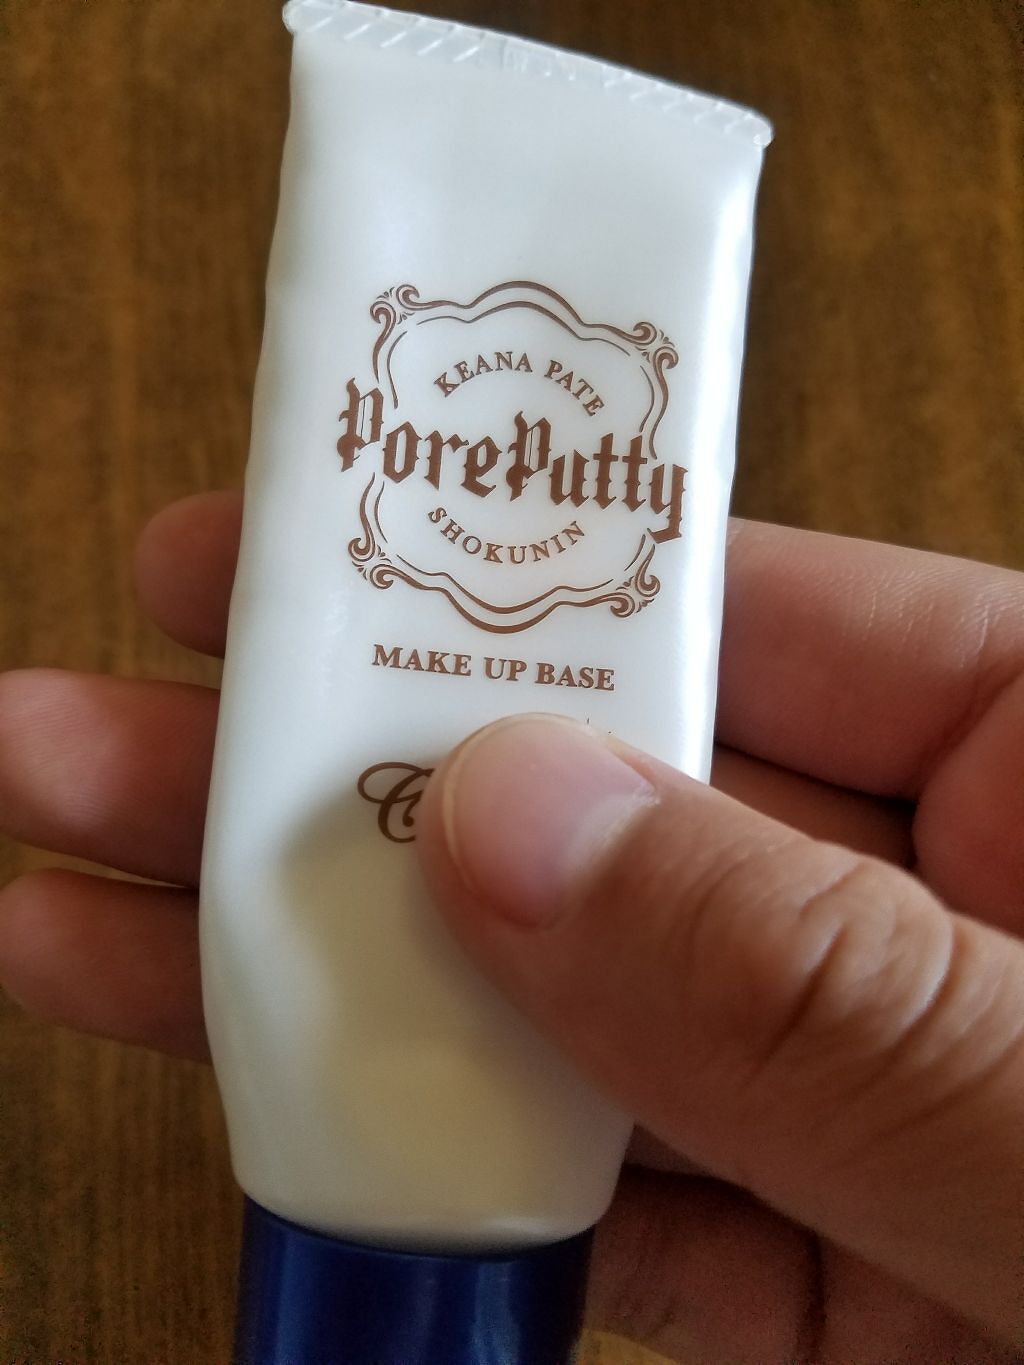 KEANA PATE
PorePutty
SHOKUNIN
MAKE UP BASE